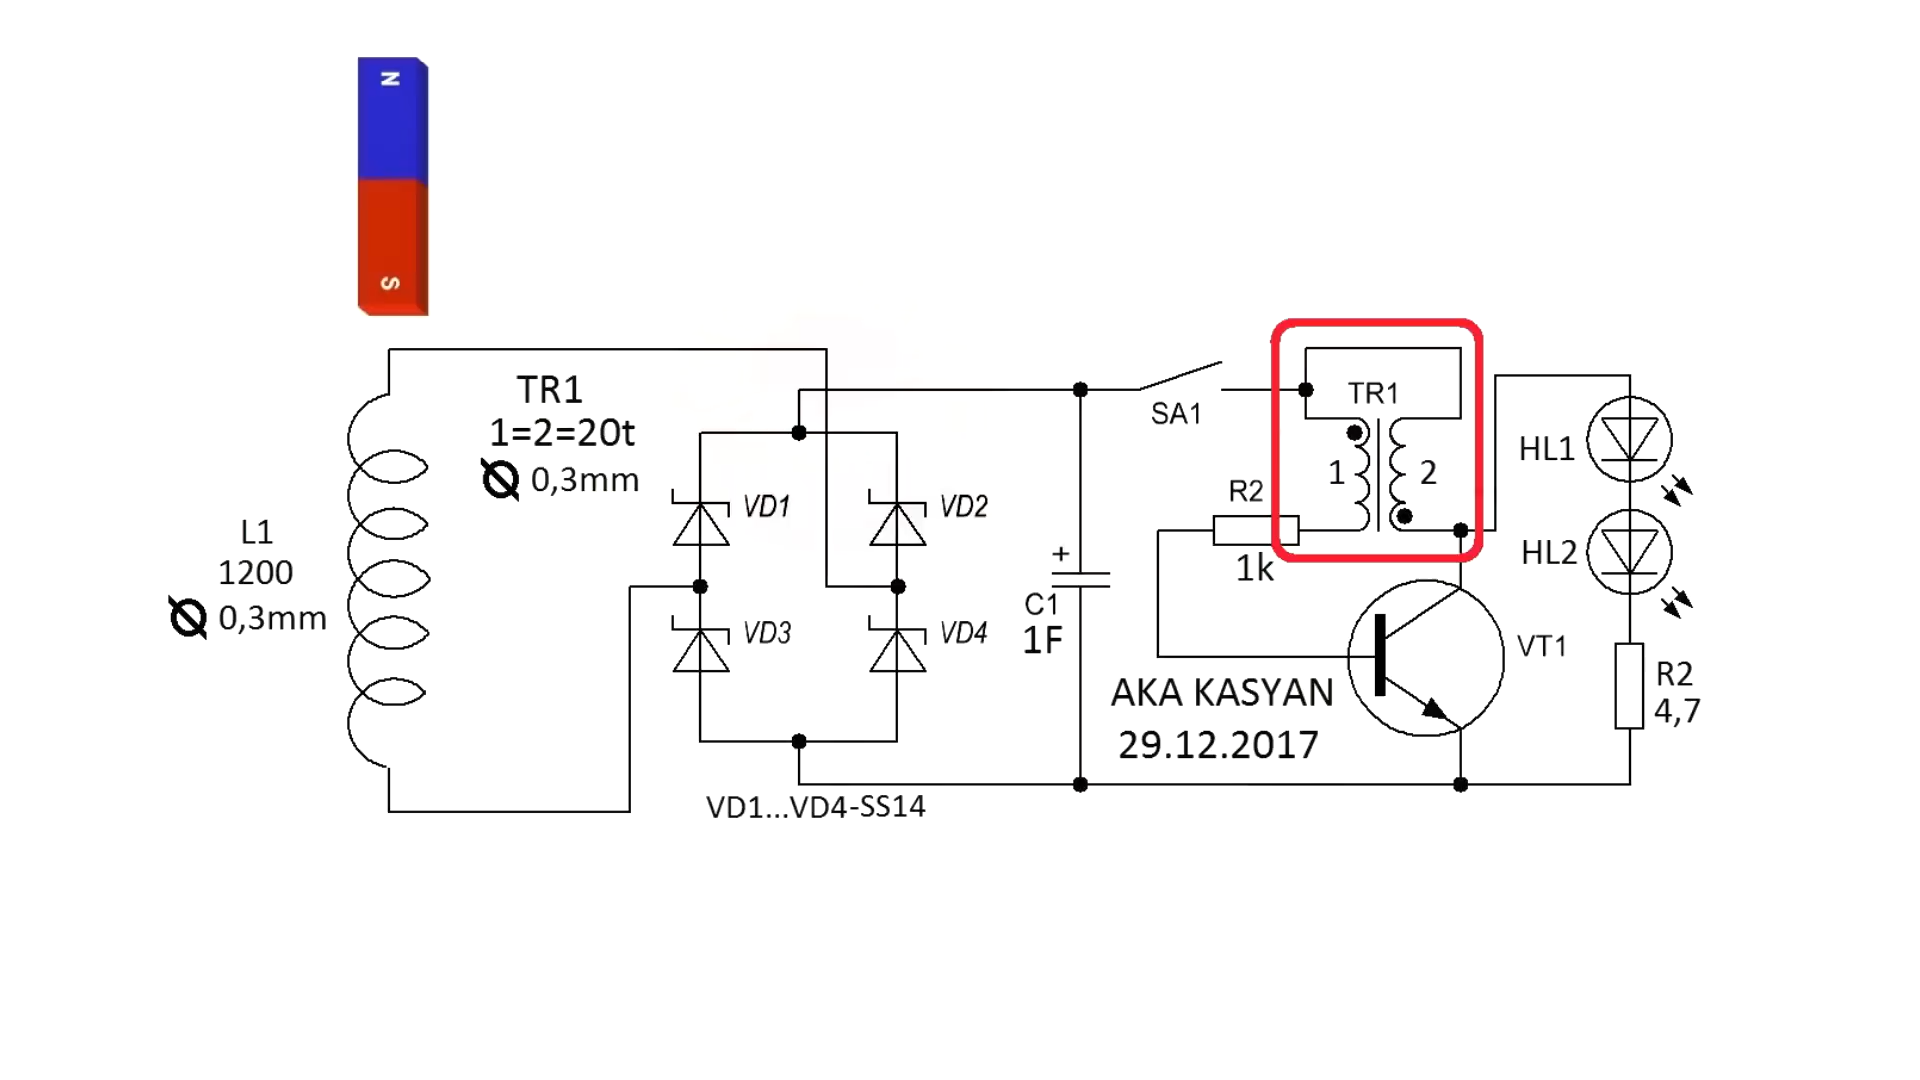 N
S
TR1
1=2=20t
Ø 0,3mm
L1
1200
Ø 0,3mm
VD1
VD2
VD3
VD4
VD1...VD4-SS14
+
C1
1F
SA1
TR1
1
2
R2
1k
AKA KASYAN
29.12.2017
VT1
HL1
HL2
R2
4,7